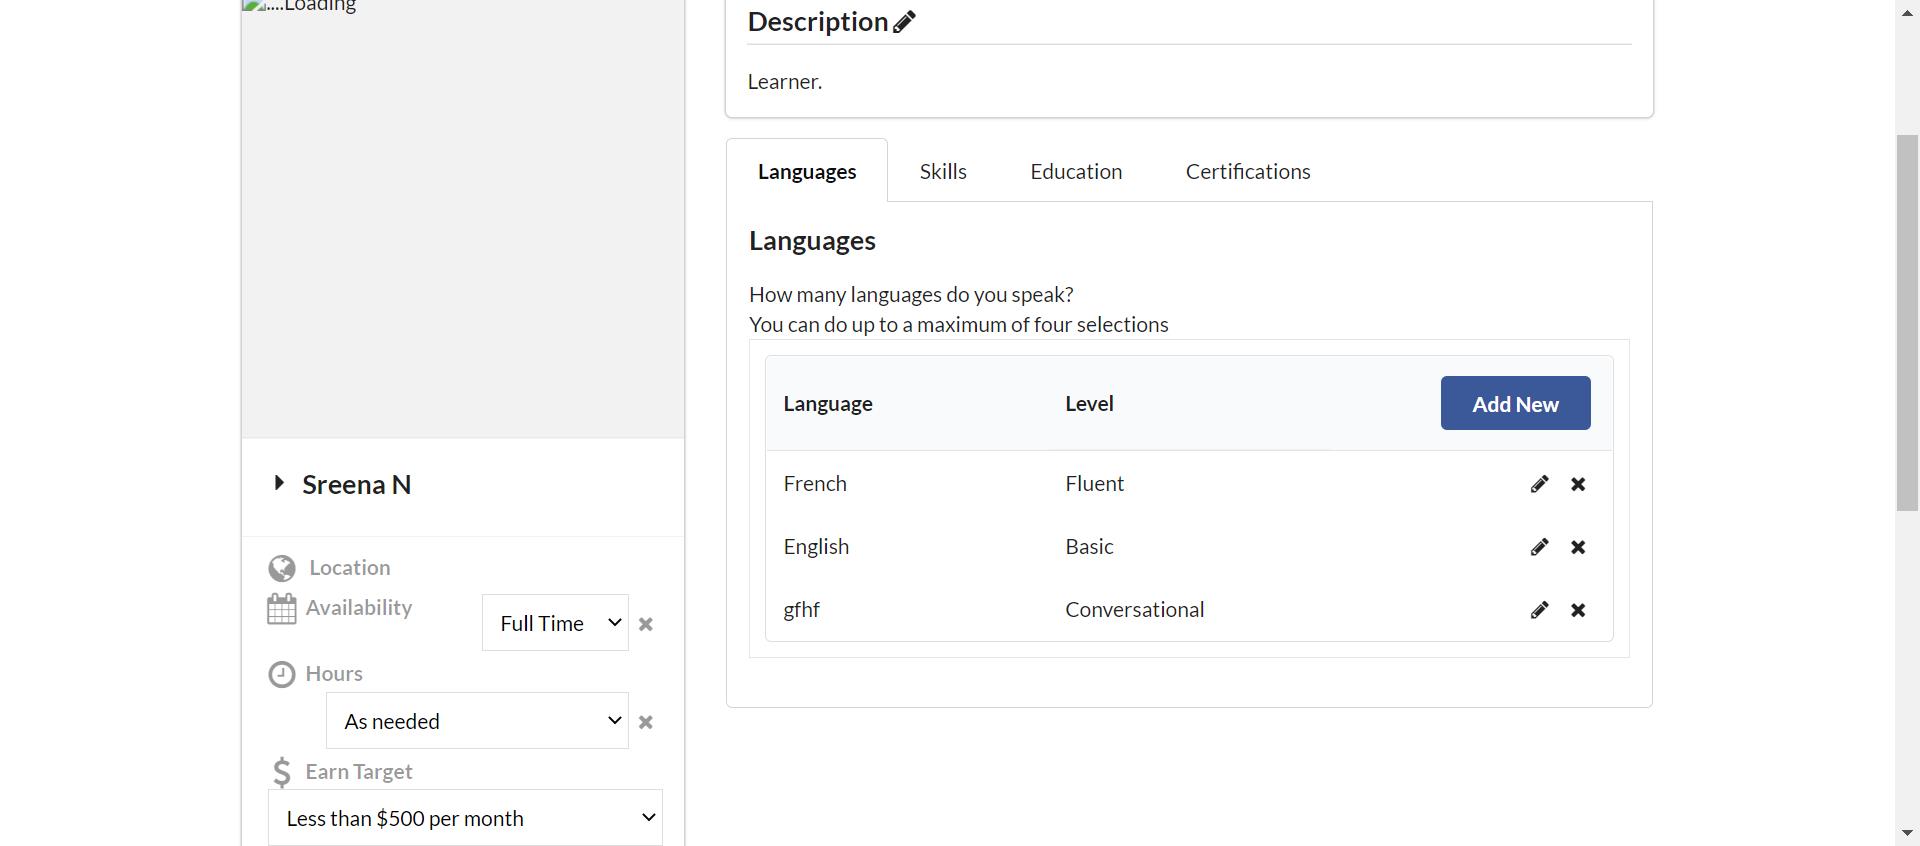 ....Loading
Sreena N
Location
Availability
Full Time
Hours
As needed
Earn Target
Less than $500 per month
Description
Learner.
Languages Skills Education Certifications
Languages
How many languages do you speak?
You can do up to a maximum of four selections
Language Level Add New
French Fluent
English Basic
gfhf Conversational